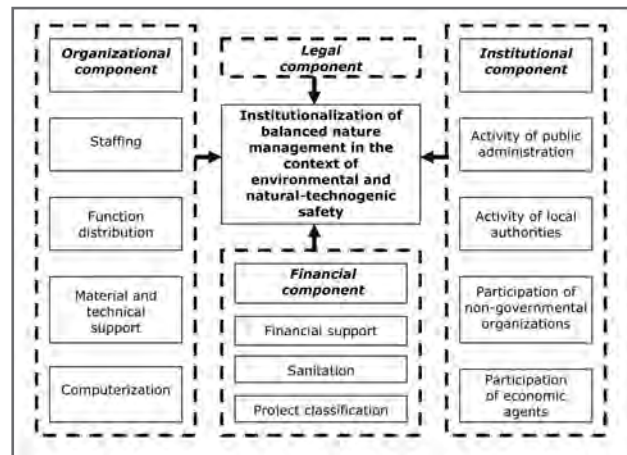 Organizational
component
Staffing
Function
distribution
Material and
technical
support
Computerization
Legal
component
Institutionalization of
balanced nature
management in the
context of
environmental and
natural-technogenic
safety
Financial
component
Financial support
Sanitation
Project classification
Institutional
component
Activity of public
administration
Activity of local
authorities
Participation of
non-governmental
organizations
Participation
of economic
agents